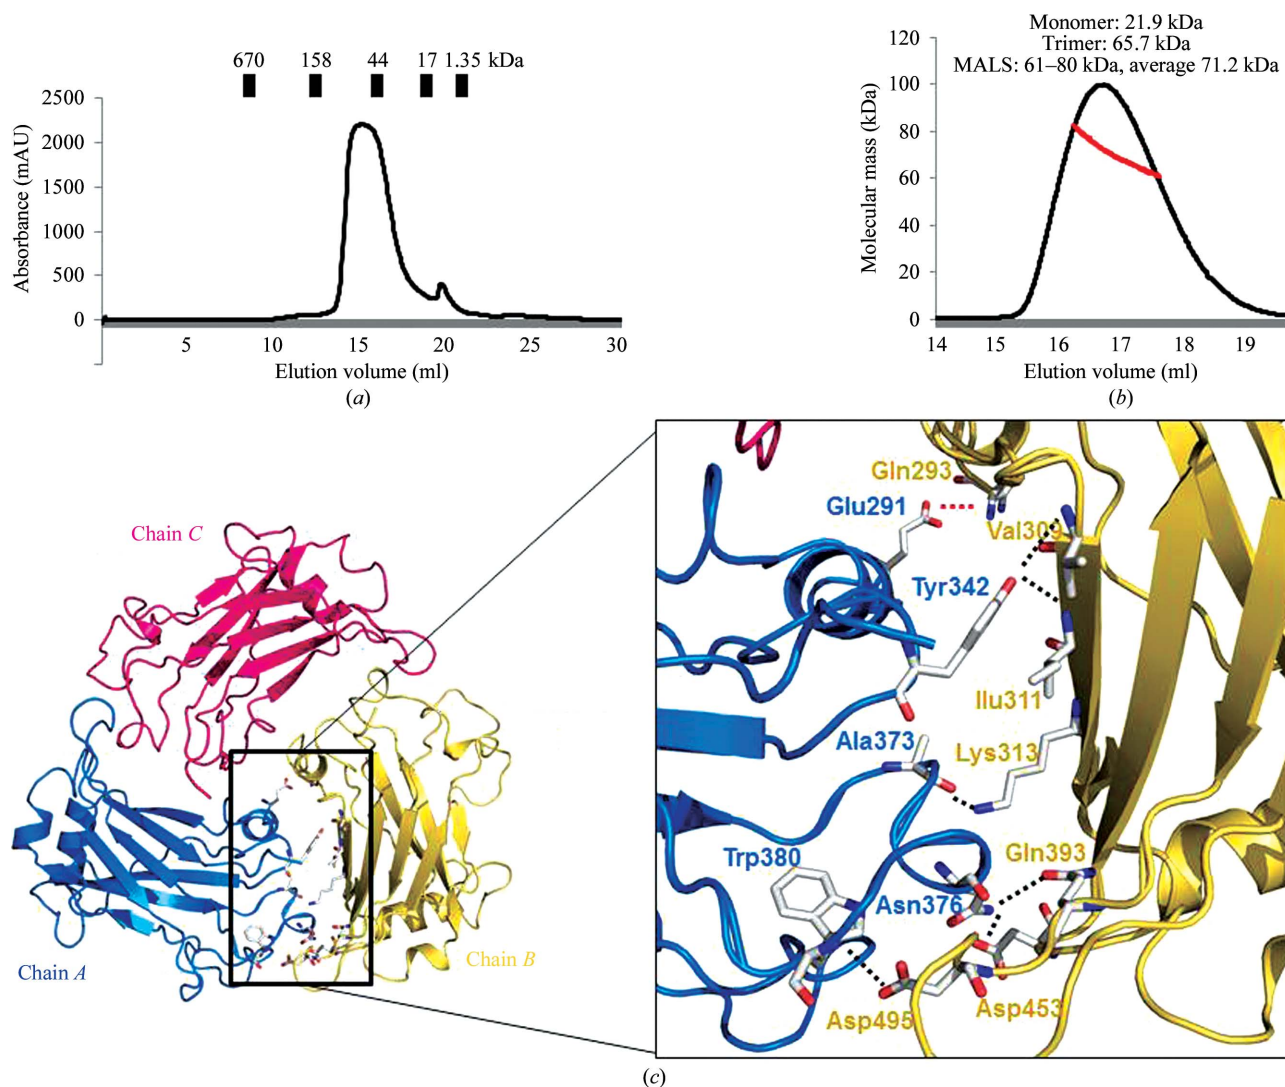 670 158 44 17 1.35 kDa
2500
2000
1500
1000
500
0
Absorbance (mAU)
5 10 15 20 25 30
Elution volume (ml)
(a)
Monomer: 21.9 kDa
Trimer: 65.7 kDa
MALS: 61–80 kDa, average 71.2 kDa
120
100
80
60
40
20
0
Molecular mass (kDa)
14 15 16 17 18 19
Elution volume (ml)
(b)
Chain C
Chain A
Chain B
Gln293
Glu291
Val309
Tyr342
Ilu311
Ala373
Lys313
Trp380
Gln393
Asn376
Asp495
Asp453
(c)